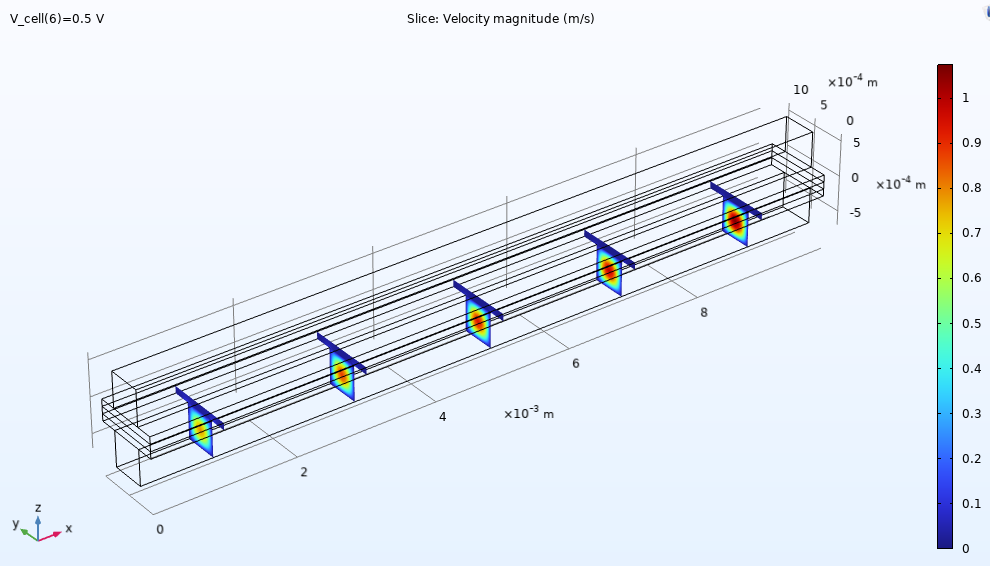 V_cell(6)=0.5 V
Slice: Velocity magnitude (m/s)
10
×10⁻⁴ m
5
0
5
0
×10⁻⁴ m
-5
8
6
4
×10⁻³ m
2
0
1
0.9
0.8
0.7
0.6
0.5
0.4
0.3
0.2
0.1
0
z
y
x